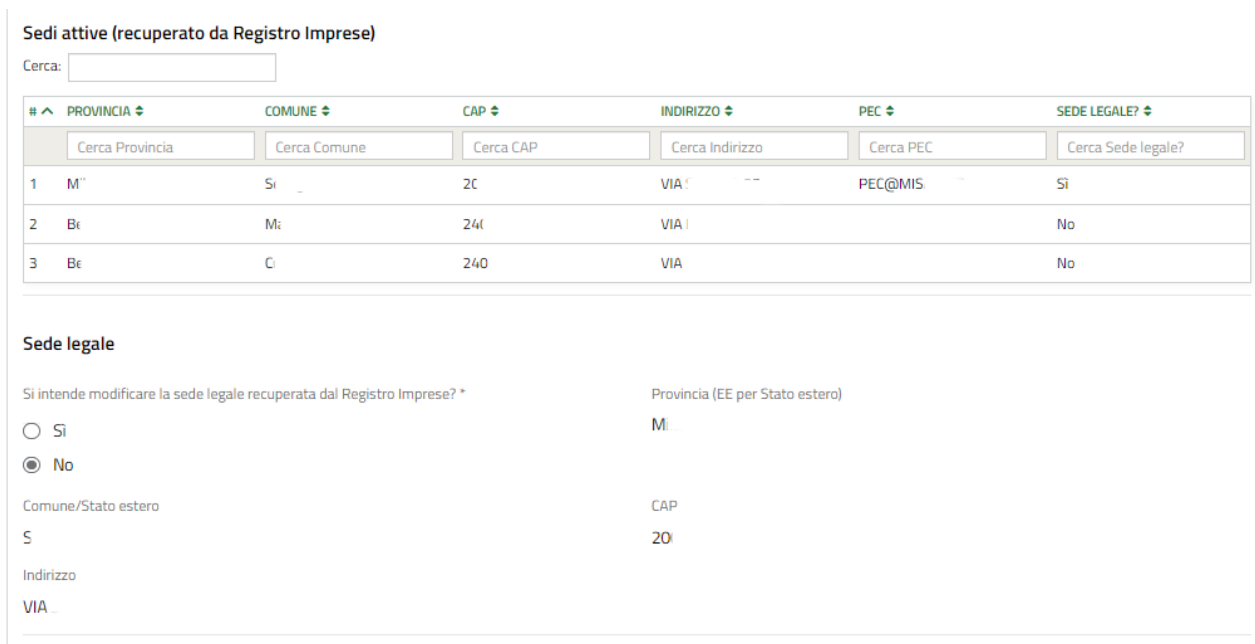 Sedi attive (recuperato da Registro Imprese)
Cerca:
# PROVINCIA COMUNE CAP INDIRIZZO PEC SEDE LEGALE?
Cerca Provincia Cerca Comune Cerca CAP Cerca Indirizzo Cerca PEC Cerca Sede legale?
1 VIA PEC@MIS Sì
2 VIA No
3 240 VIA No
Sede legale
Si intende modificare la sede legale recuperata dal Registro Imprese? * Provincia (EE per Stato estero)
Sì
No
Comune/Stato estero CAP
Indirizzo
VIA